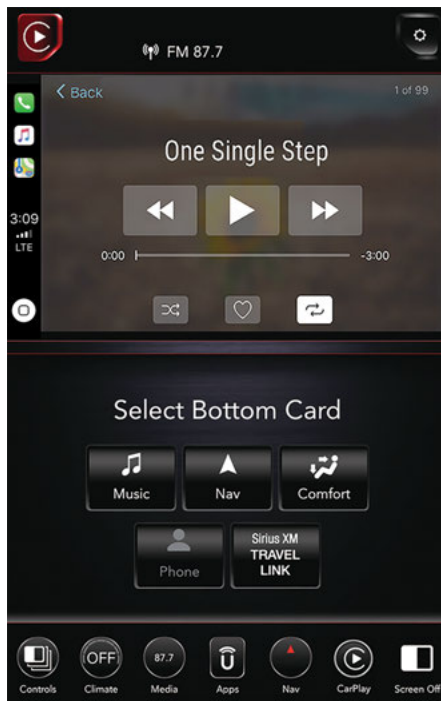 FM 87.7
Back
1 of 99
One Single Step
3:09
LTE
0:00
-3:00
Select Bottom Card
Music
Nav
Comfort
Phone
Sirius XM
TRAVEL
LINK
OFF
87.7
Controls
Climate
Media
Apps
Nav
CarPlay
Screen Off